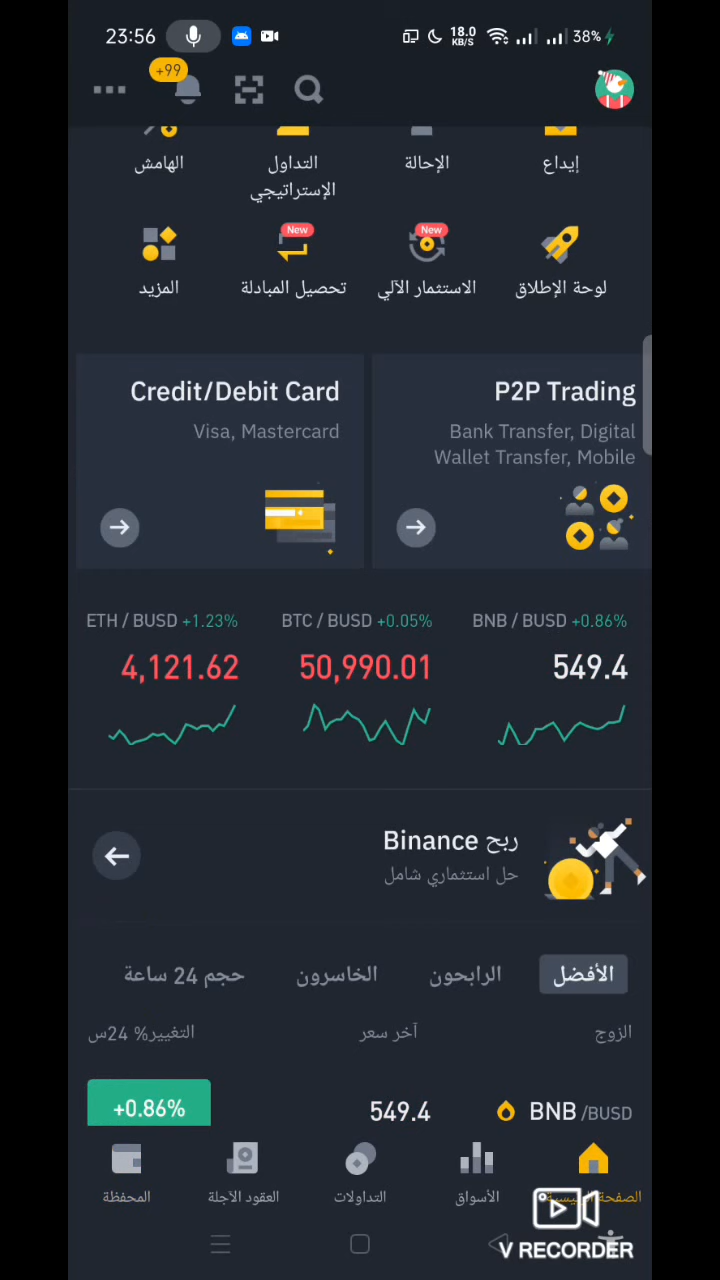 23:56
18.0 KB/S
38%
+99
إيداع
الإحالة
التداول الإستراتيجي
الهامش
New
New
لوحة الإطلاق
الاستثمار الآلي
تحصيل المبادلة
المزيد
P2P Trading
Bank Transfer, Digital
Wallet Transfer, Mobile
Credit/Debit Card
Visa, Mastercard
BNB / BUSD +0.86%
549.4
BTC / BUSD +0.05%
50,990.01
ETH / BUSD +1.23%
4,121.62
ربح Binance
حل استثماري شامل
الأفضل
الرابحون
الخاسرون
حجم 24 ساعة
الزوج
آخر سعر
التغيير% 24س
BNB /BUSD
549.4
+0.86%
الصفحة الرئيسية
الأسواق
التداولات
العقود الآجلة
المحفظة
V RECORDER